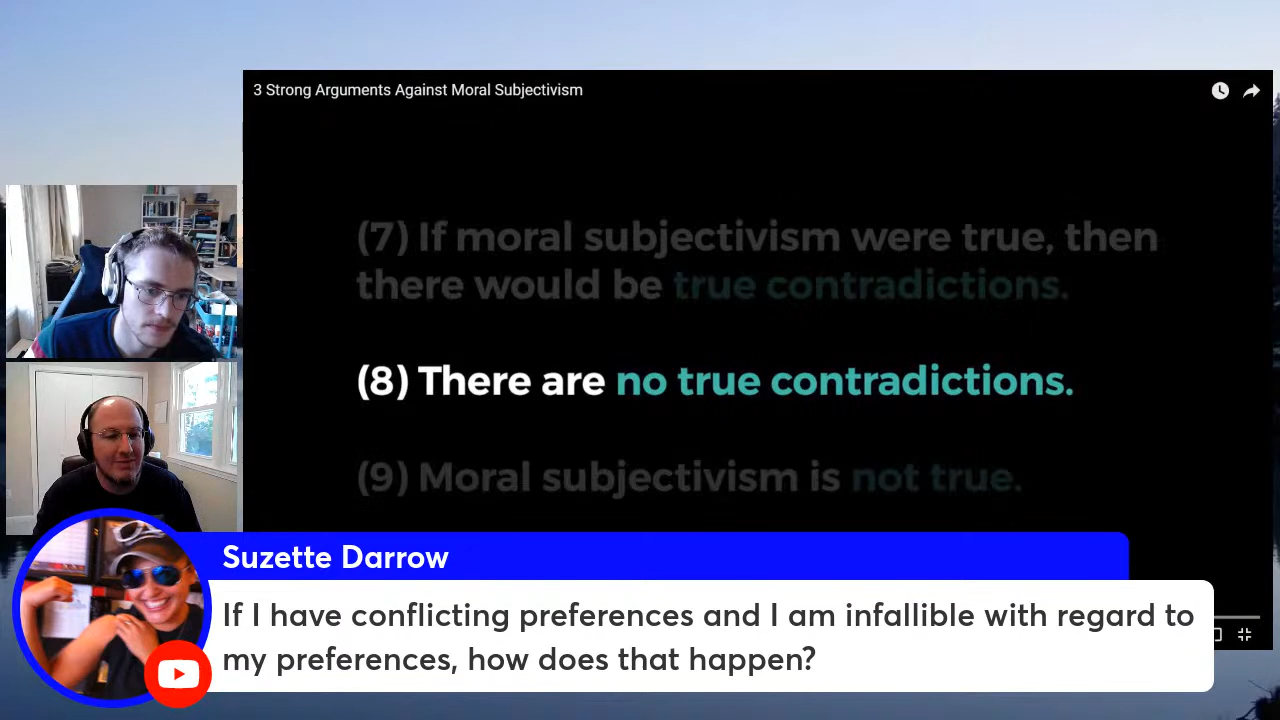 3 Strong Arguments Against Moral Subjectivism
(7) If moral subjectivism were true, then
there would be true contradictions.
(8) There are no true contradictions.
(9) Moral subjectivism is not true.
Suzette Darrow
If I have conflicting preferences and I am infallible with regard to
my preferences, how does that happen?